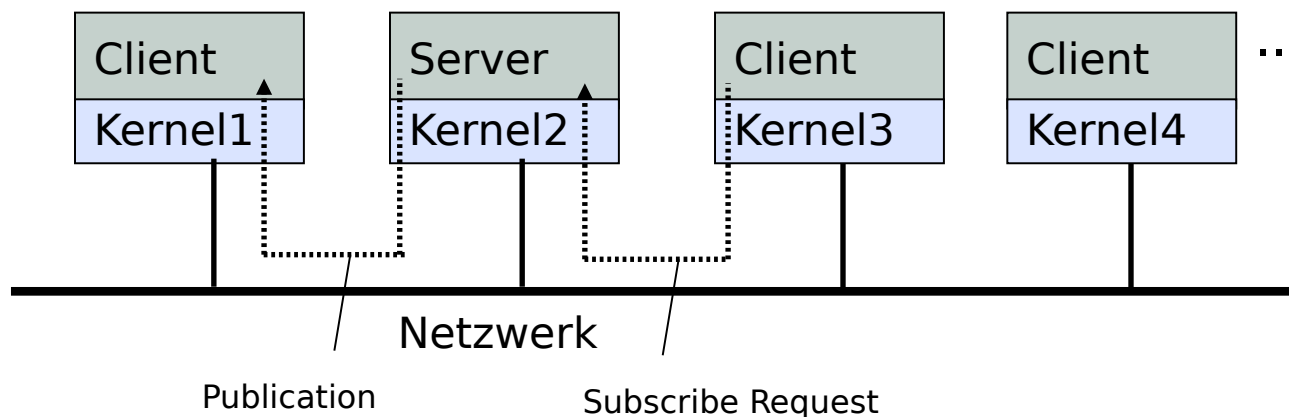 Client
Server
Client
Client
..
Kernel1
Kernel2
Kernel3
Kernel4
Netzwerk
Publication
Subscribe Request